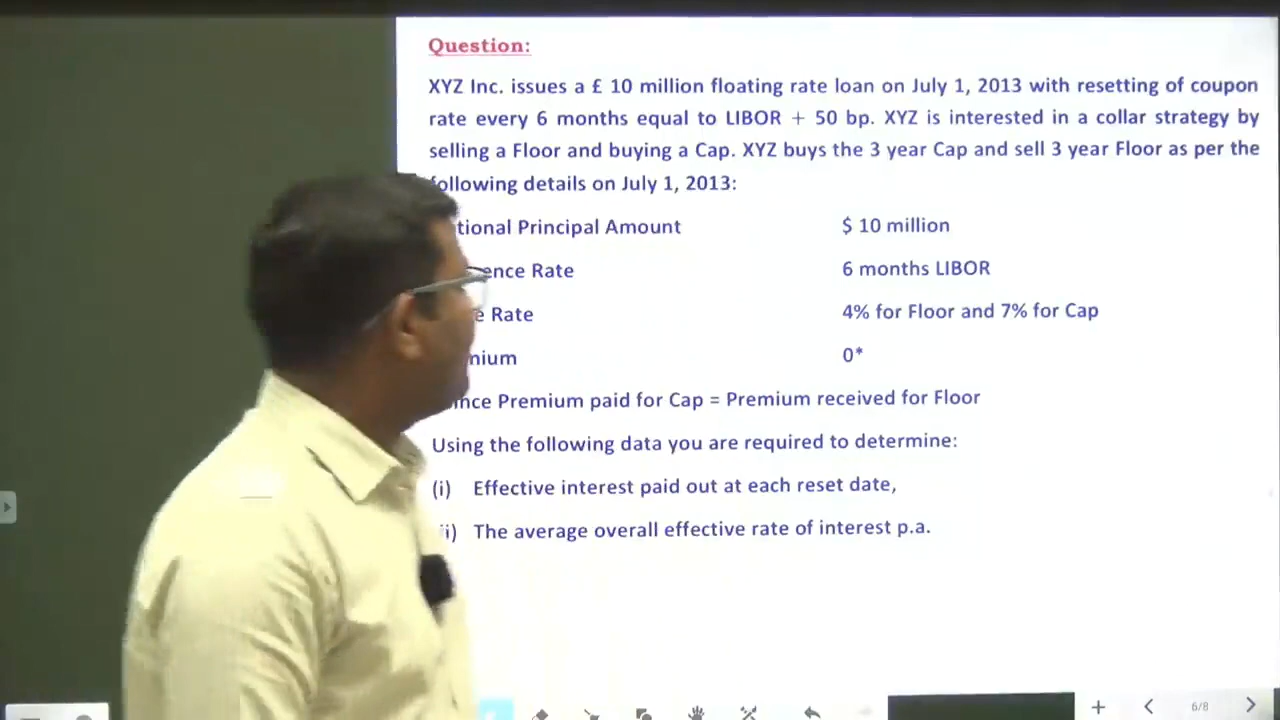 Question:
XYZ Inc. issues a £ 10 million floating rate loan on July 1, 2013 with resetting of coupon
rate every 6 months equal to LIBOR + 50 bp. XYZ is interested in a collar strategy by
selling a Floor and buying a Cap. XYZ buys the 3 year Cap and sell 3 year Floor as per the
following details on July 1, 2013:
Principal Amount $ 10 million
Rate 6 months LIBOR
Rate 4% for Floor and 7% for Cap
0*
Premium paid for Cap = Premium received for Floor
Using the following data you are required to determine:
(i) Effective interest paid out at each reset date,
The average overall effective rate of interest p.a.
6/8